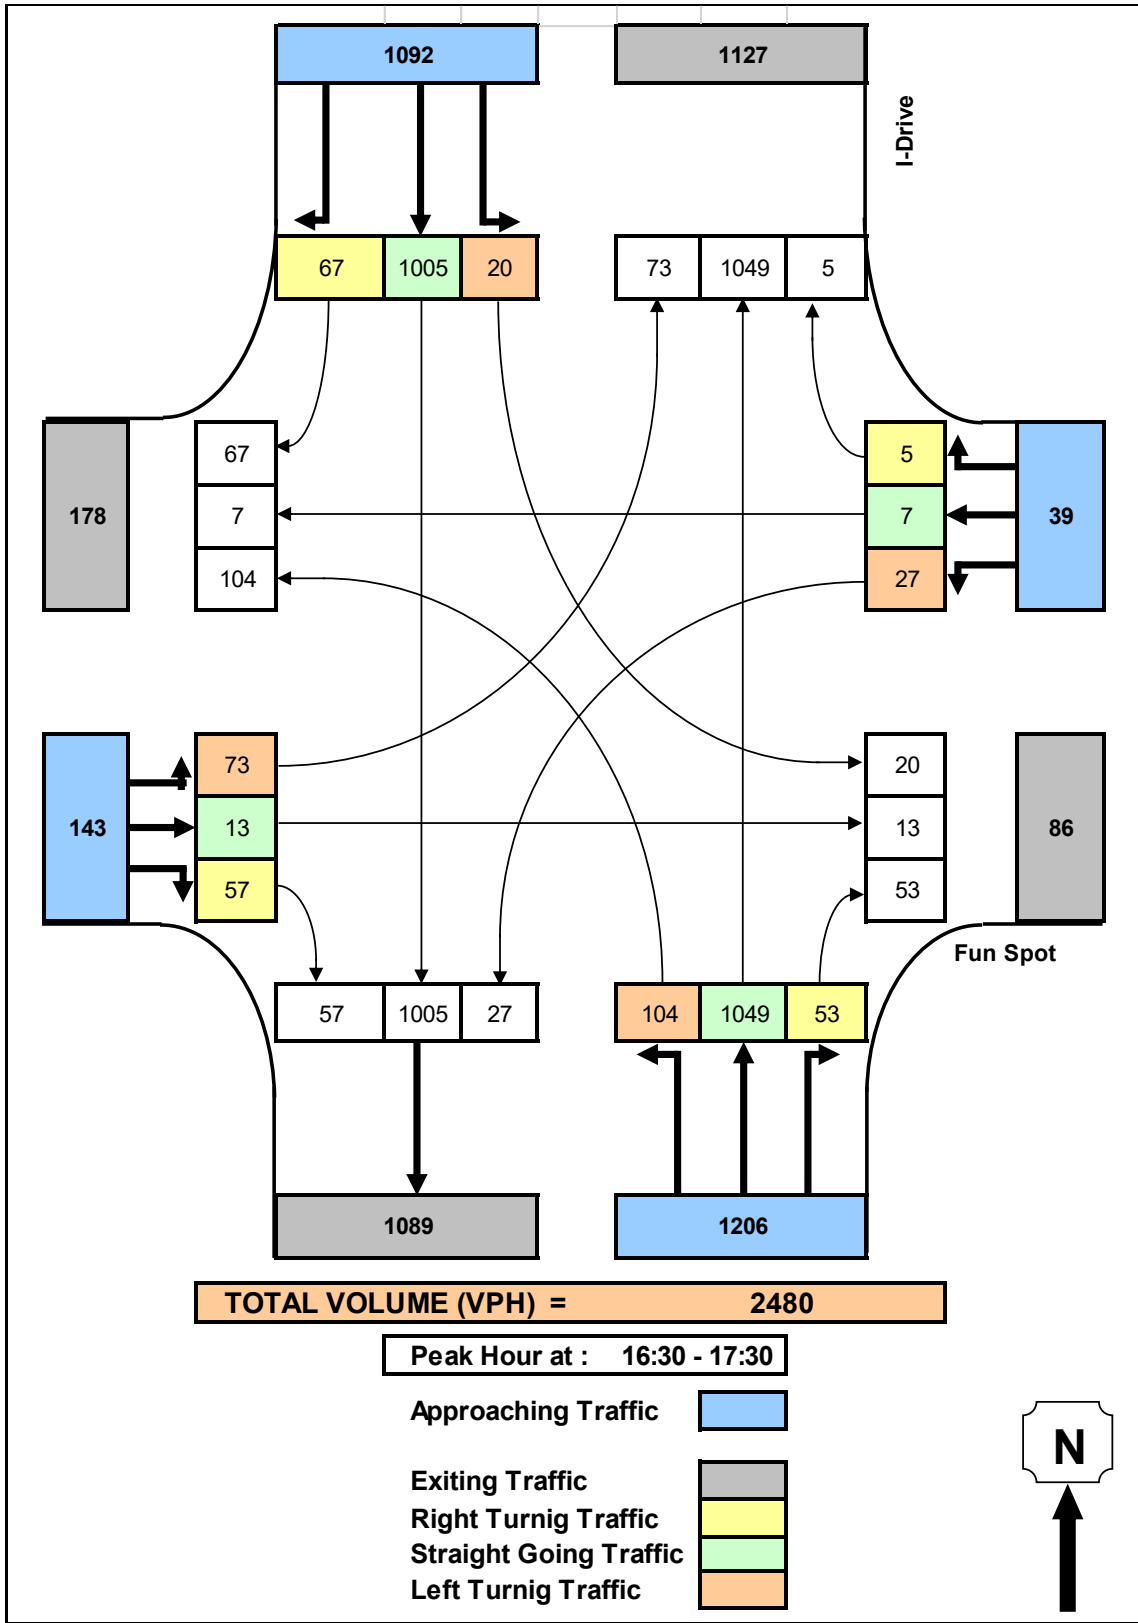 1092 1127
I-Drive
67 1005 20 73 1049 5
67 5
178 7 7 39
104 27
73 20
143 13 13 86
57 53
Fun Spot
57 1005 27 104 1049 53
1089 1206
TOTAL VOLUME (VPH) = 2480
Peak Hour at : 16:30 - 17:30
Approaching Traffic
Exiting Traffic
Right Turnig Traffic
Straight Going Traffic
Left Turnig Traffic
N